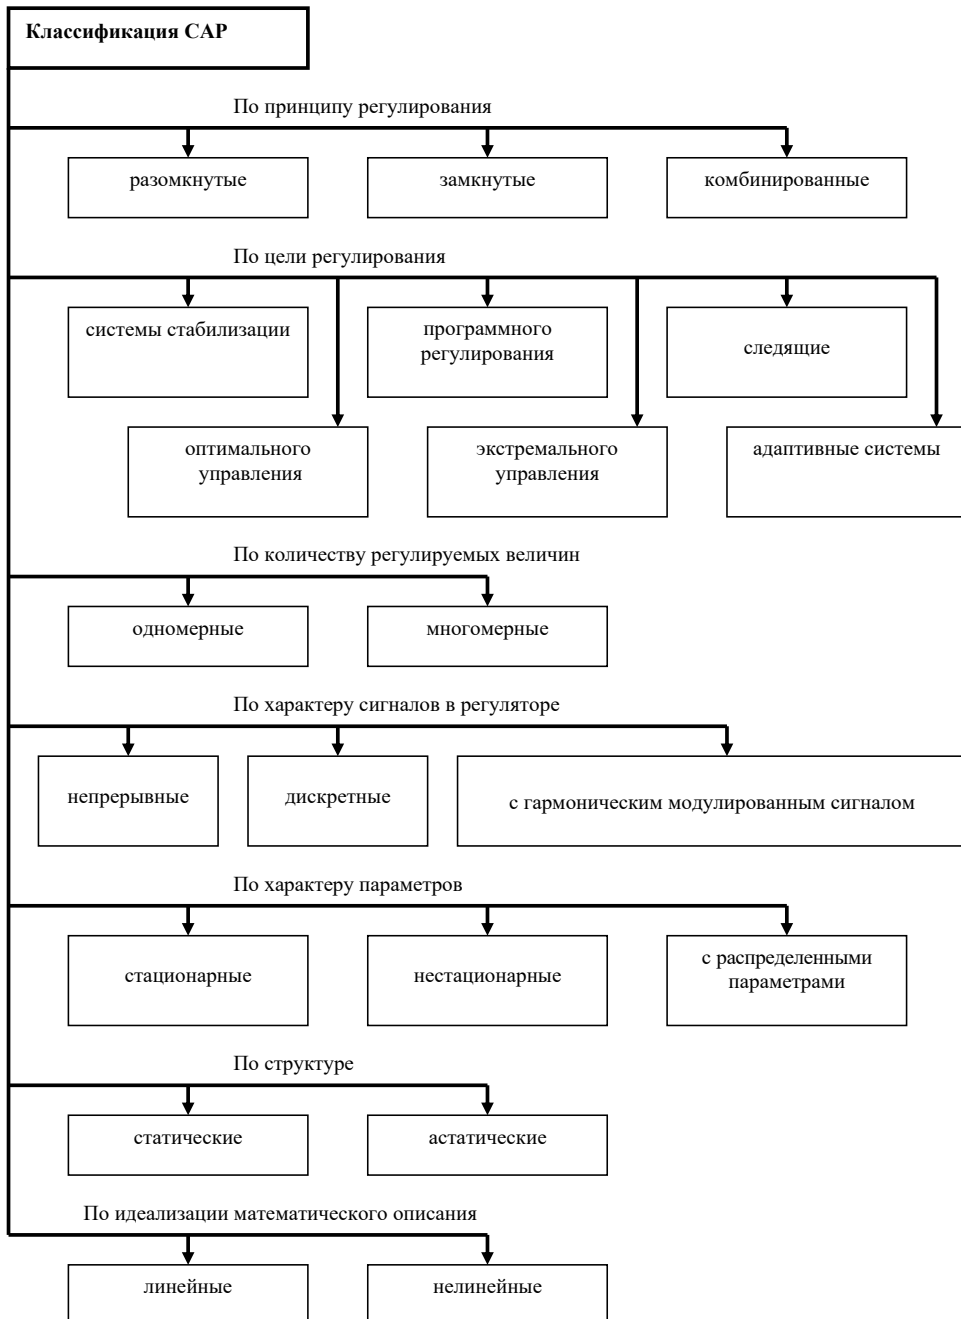 Классификация САР
По принципу регулирования
разомкнутые
замкнутые
комбинированные
По цели регулирования
системы стабилизации
программного
регулирования
следящие
оптимального
управления
экстремального
управления
адаптивные системы
По количеству регулируемых величин
одномерные
многомерные
По характеру сигналов в регуляторе
непрерывные
дискретные
с гармоническим модулированным сигналом
По характеру параметров
стационарные
нестационарные
с распределенными
параметрами
По структуре
статические
астатические
По идеализации математического описания
линейные
нелинейные